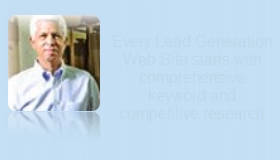 Every Lead Generation
Web Site starts with
comprehensive
keyword and
competitive research